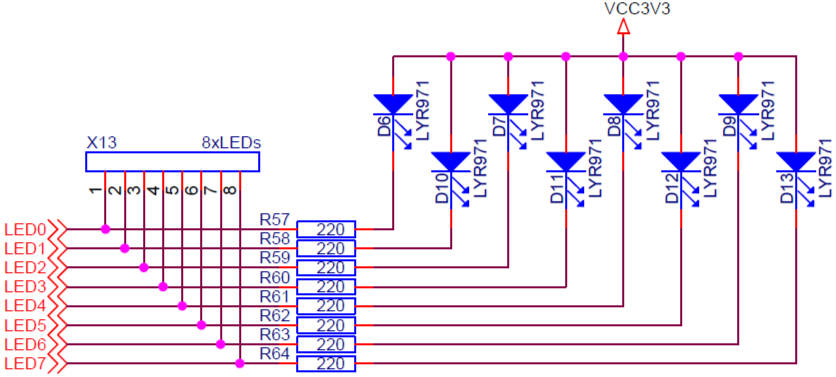 VCC3V3
D6 LYR971
D7 LYR971
D8 LYR971
D9 LYR971
D10 LYR971
D11 LYR971
D12 LYR971
D13 LYR971
X13 8xLEDs
1 2 3 4 5 6 7 8
LED0 R57 220
LED1 R58 220
LED2 R59 220
LED3 R60 220
LED4 R61 220
LED5 R62 220
LED6 R63 220
LED7 R64 220